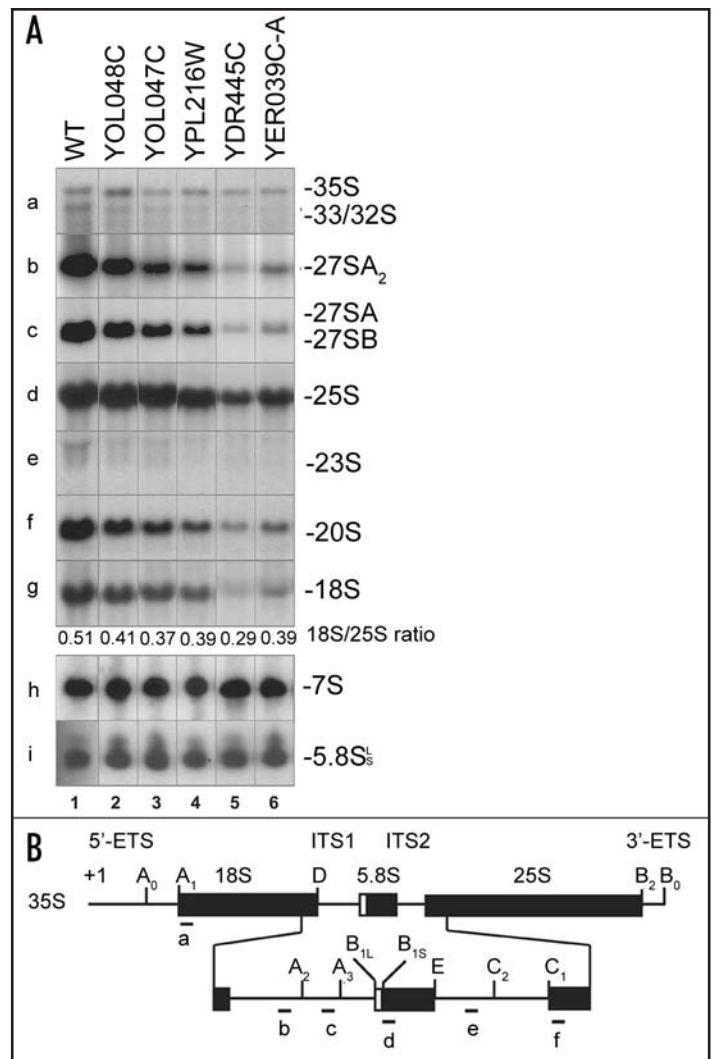 A
WT YOL048C YOL047C YPL216W YDR445C YER039C-A
a -35S
-33/32S
b -27SA2
c -27SA
-27SB
d -25S
e -23S
f -20S
g -18S
0.51 0.41 0.37 0.39 0.29 0.39 18S/25S ratio
h -7S
i -5.8S L S
1 2 3 4 5 6
B
5'-ETS ITS1 ITS2 3'-ETS
+1 A0 A1 18S D 5.8S 25S B2 B0
35S
a
B1L B1S
A2 A3 E C2 C1
b c d e f